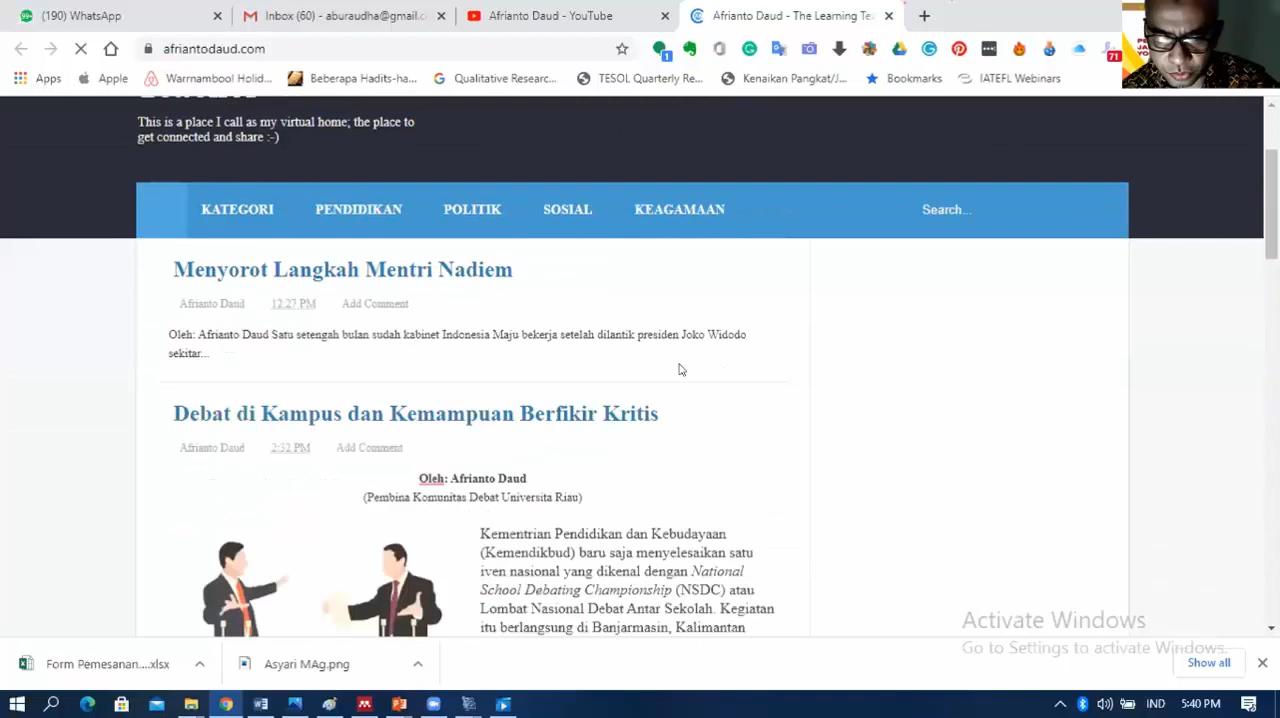 (190) WhatsApp
Inbox (60) - aburaudha@gmail.c
Afrianto Daud - YouTube
Afrianto Daud - The Learning Te
afriantodaud.com
1
71
Apps
Apple
Warrnambool Holid...
Beberapa Hadits-ha...
Qualitative Researc...
TESOL Quarterly Re...
Kenaikan Pangkat/J...
Bookmarks
IATEFL Webinars
This is a place I call as my virtual home; the place to
get connected and share :-)
KATEGORI PENDIDIKAN POLITIK SOSIAL KEAGAMAAN Search...
Menyorot Langkah Mentri Nadiem
Afrianto Daud 12:27 PM Add Comment
Oleh: Afrianto Daud Satu setengah bulan sudah kabinet Indonesia Maju bekerja setelah dilantik presiden Joko Widodo
sekitar...
Debat di Kampus dan Kemampuan Berfikir Kritis
Afrianto Daud 2:32 PM Add Comment
Oleh: Afrianto Daud
(Pembina Komunitas Debat Universita Riau)
Kementrian Pendidikan dan Kebudayaan
(Kemendikbud) baru saja menyelesaikan satu
iven nasional yang dikenal dengan National
School Debating Championship (NSDC) atau
Lombat Nasional Debat Antar Sekolah. Kegiatan
itu berlangsung di Banjarmasin, Kalimantan
Activate Windows
Go to Settings to activate Windows.
Form Pemesanan....xlsx
Asyari MAg.png
Show all
IND
5:40 PM